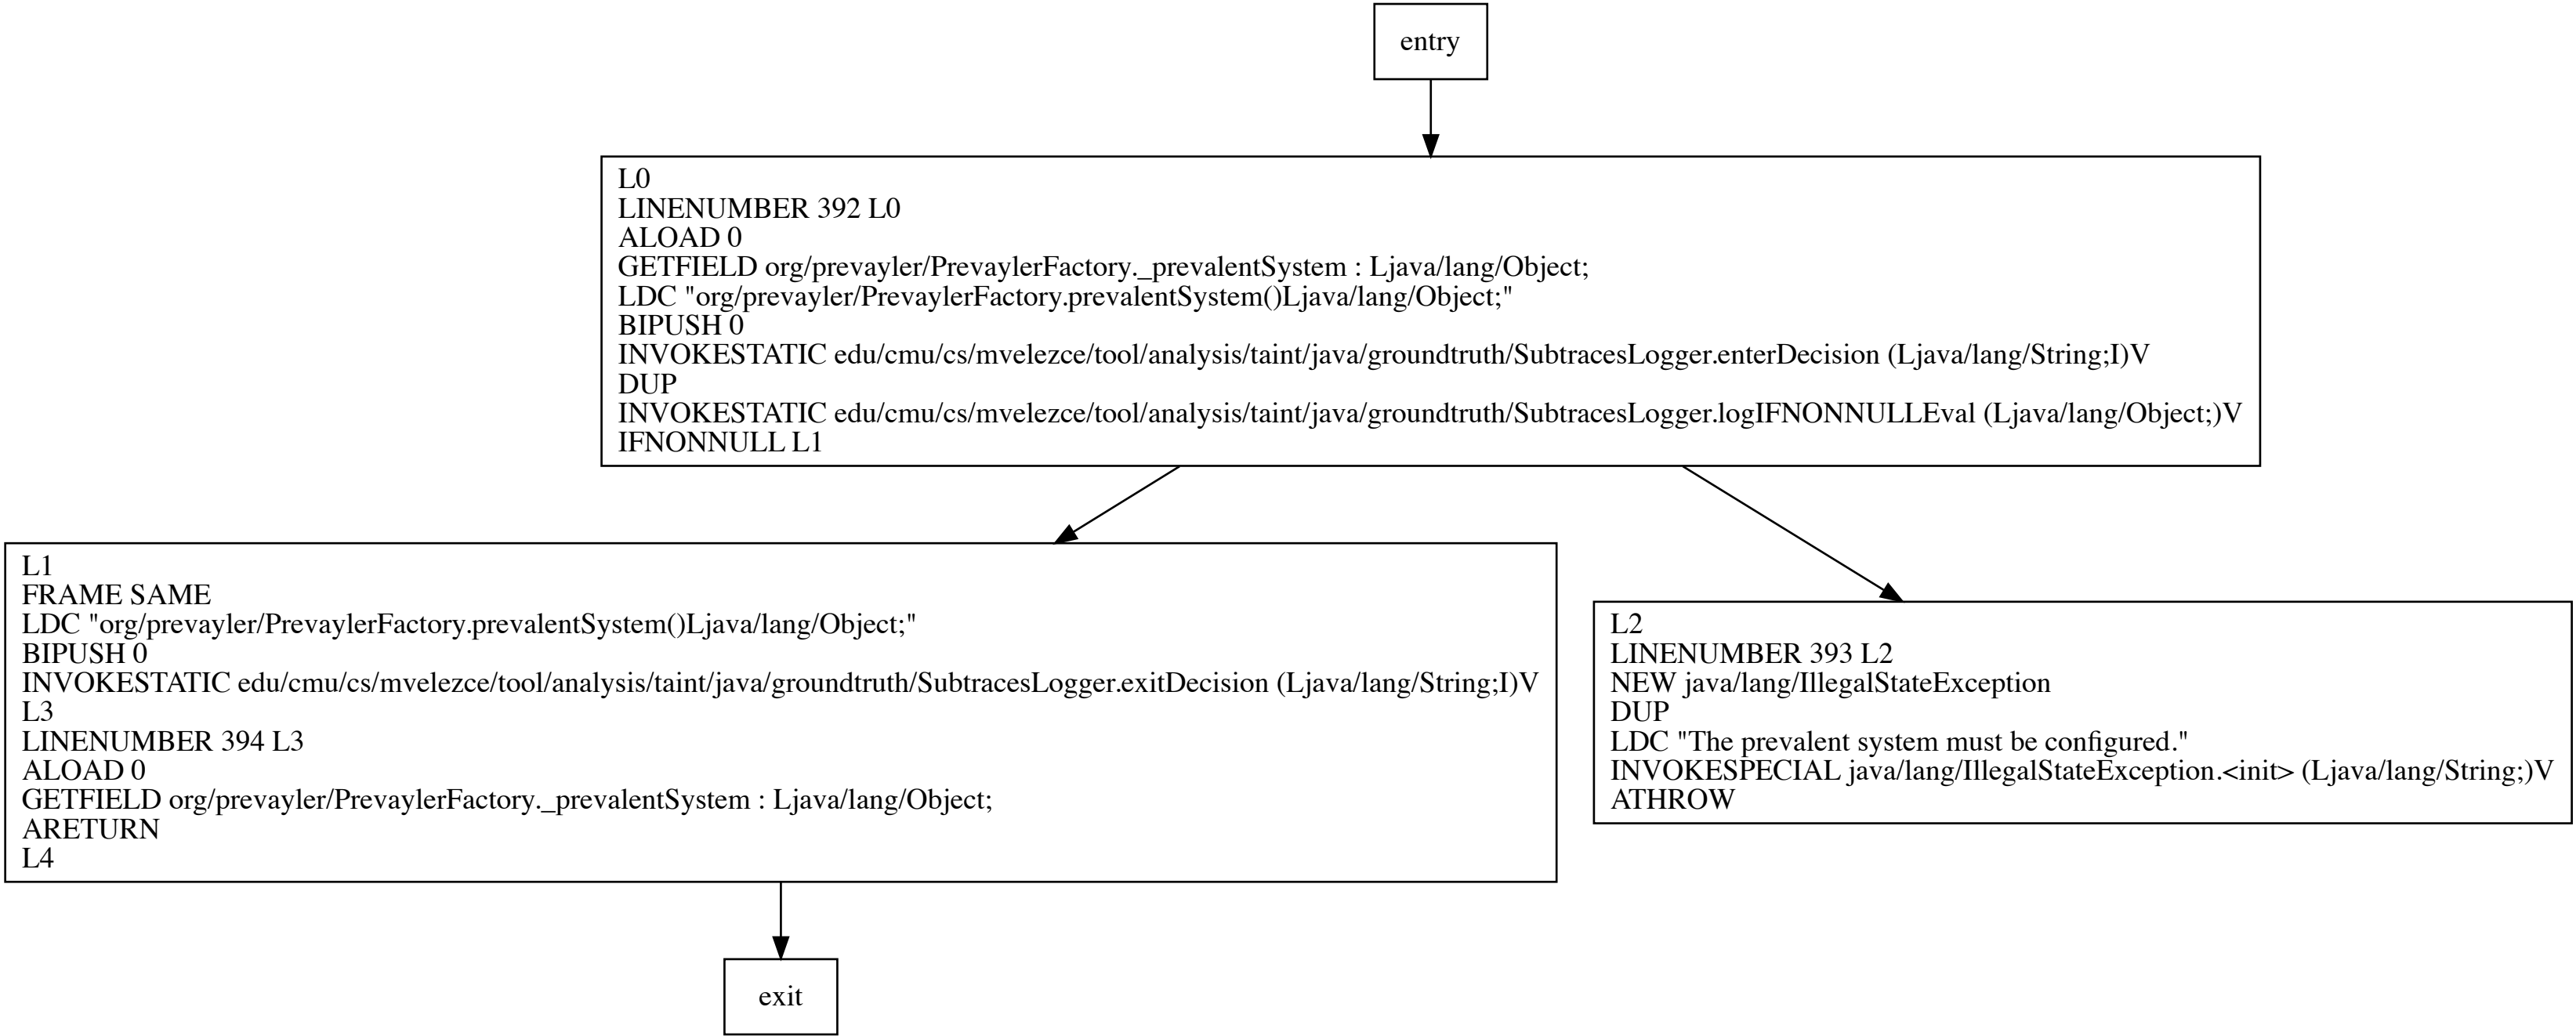 entry
L0
LINENUMBER 392 L0
ALOAD 0
GETFIELD org/prevayler/PrevaylerFactory._prevalentSystem : Ljava/lang/Object;
LDC "org/prevayler/PrevaylerFactory.prevalentSystem()Ljava/lang/Object;"
BIPUSH 0
INVOKESTATIC edu/cmu/cs/mvelezce/tool/analysis/taint/java/groundtruth/SubtracesLogger.enterDecision (Ljava/lang/String;I)V
DUP
INVOKESTATIC edu/cmu/cs/mvelezce/tool/analysis/taint/java/groundtruth/SubtracesLogger.logIFNONNULLEval (Ljava/lang/Object;)V
IFNONNULL L1
L1
FRAME SAME
LDC "org/prevayler/PrevaylerFactory.prevalentSystem()Ljava/lang/Object;"
BIPUSH 0
INVOKESTATIC edu/cmu/cs/mvelezce/tool/analysis/taint/java/groundtruth/SubtracesLogger.exitDecision (Ljava/lang/String;I)V
L3
LINENUMBER 394 L3
ALOAD 0
GETFIELD org/prevayler/PrevaylerFactory._prevalentSystem : Ljava/lang/Object;
ARETURN
L4
L2
LINENUMBER 393 L2
NEW java/lang/IllegalStateException
DUP
LDC "The prevalent system must be configured."
INVOKESPECIAL java/lang/IllegalStateException.<init> (Ljava/lang/String;)V
ATHROW
exit